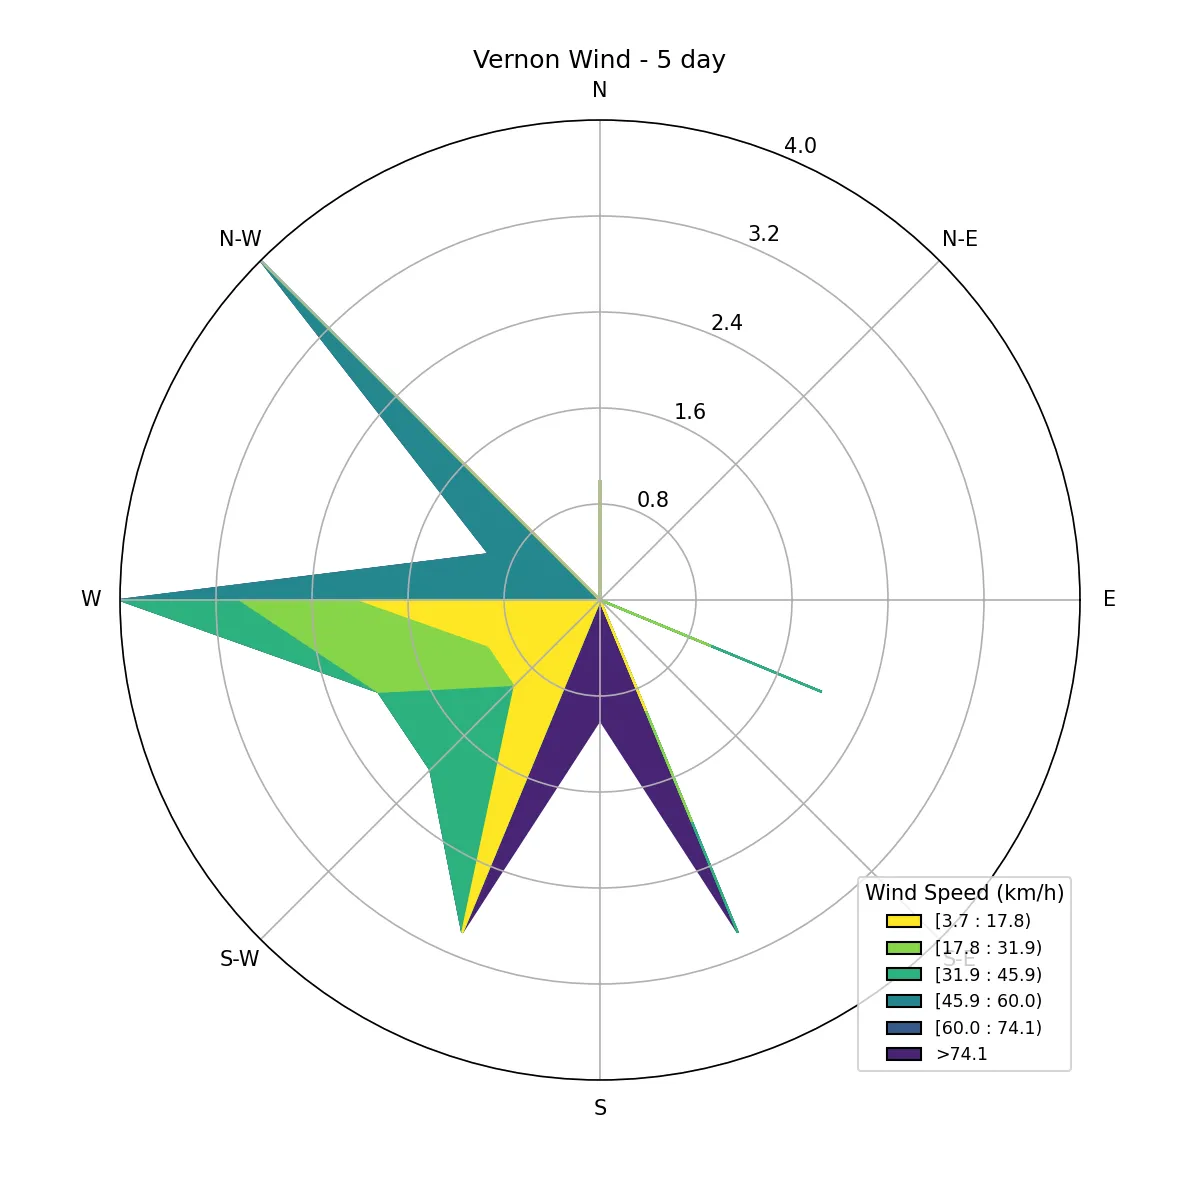 Vernon Wind - 5 day
N
4.0
3.2
N-W
N-E
2.4
1.6
0.8
W
E
Wind Speed (km/h)
[3.7 : 17.8)
[17.8 : 31.9)
[31.9 : 45.9)
[45.9 : 60.0)
[60.0 : 74.1)
>74.1
S-W
S-E
S